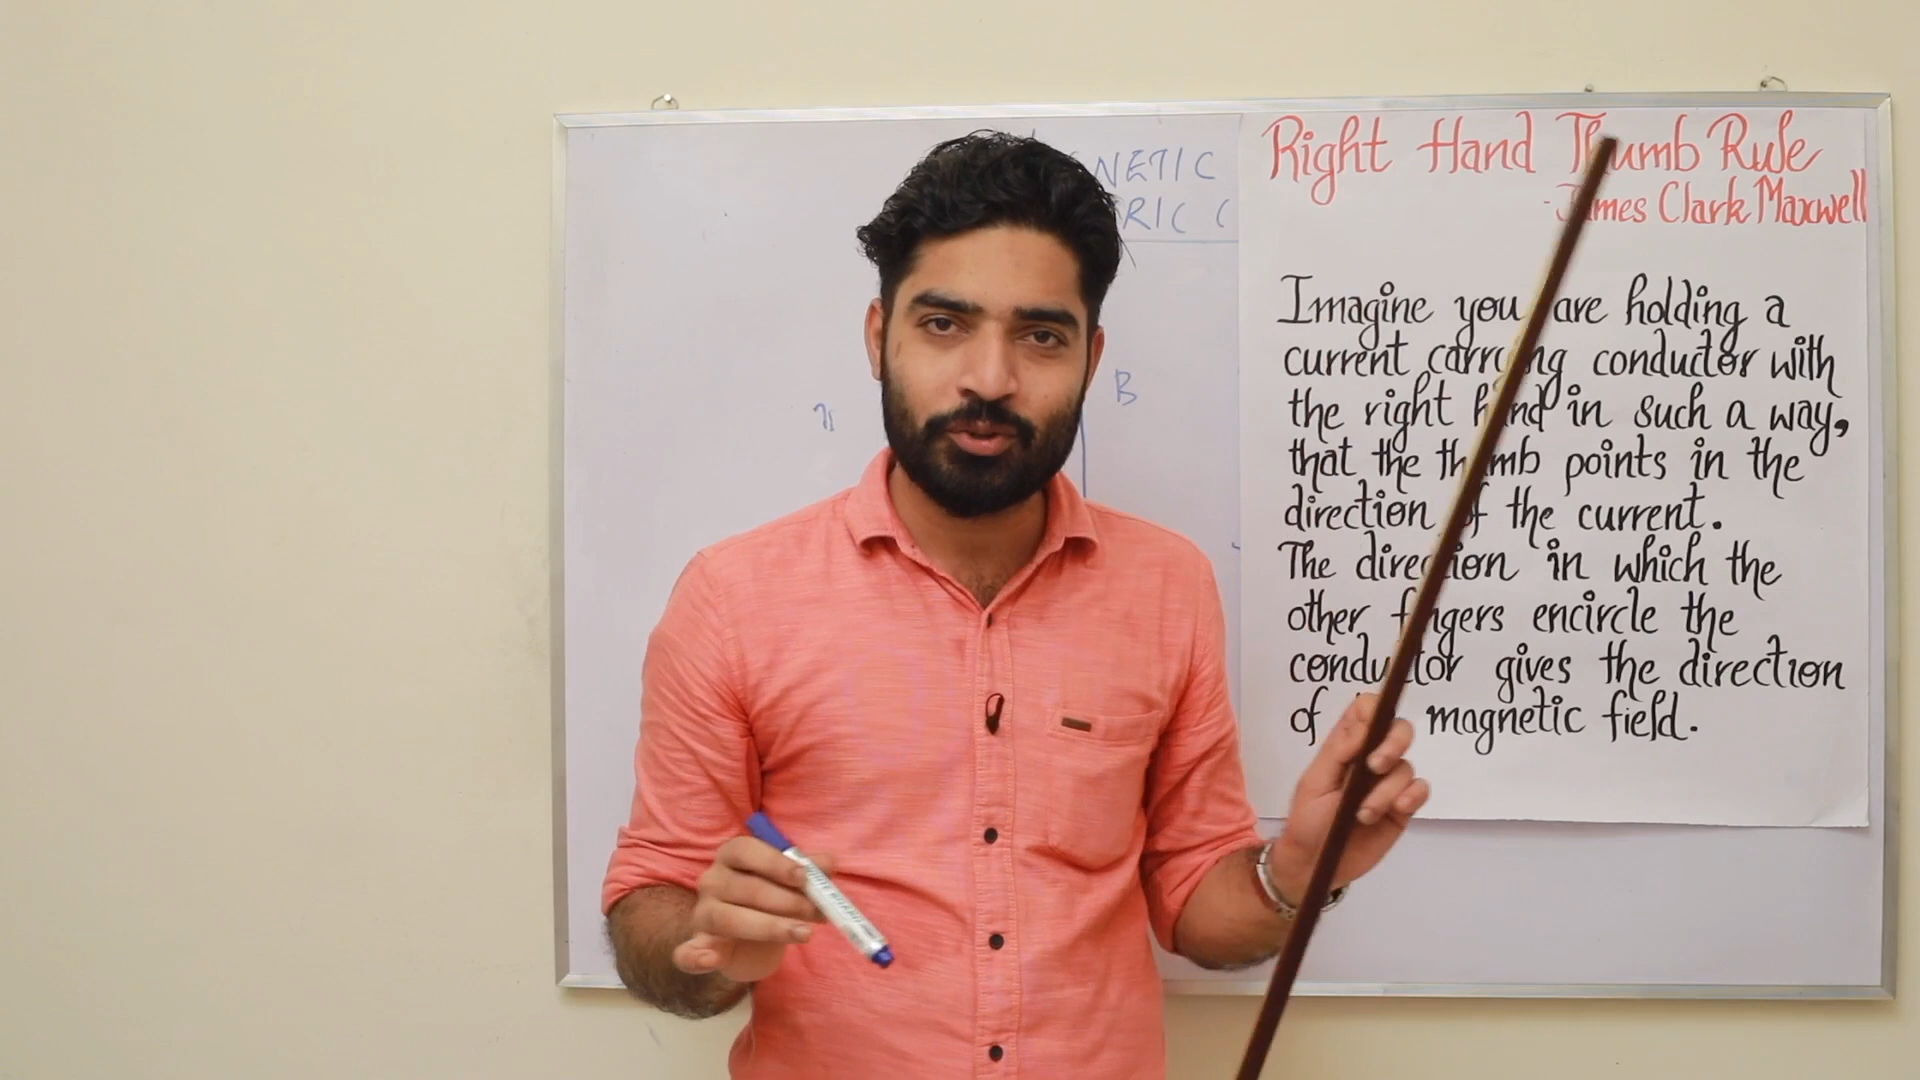 NETIC
RIC C
B
Right Hand Thumb Rule
- James Clark Maxwell
Imagine you are holding a
current carrying conductor with
the right hand in such a way,
that the thumb points in the
direction of the current.
The direction in which the
other fingers encircle the
conductor gives the direction
of magnetic field.